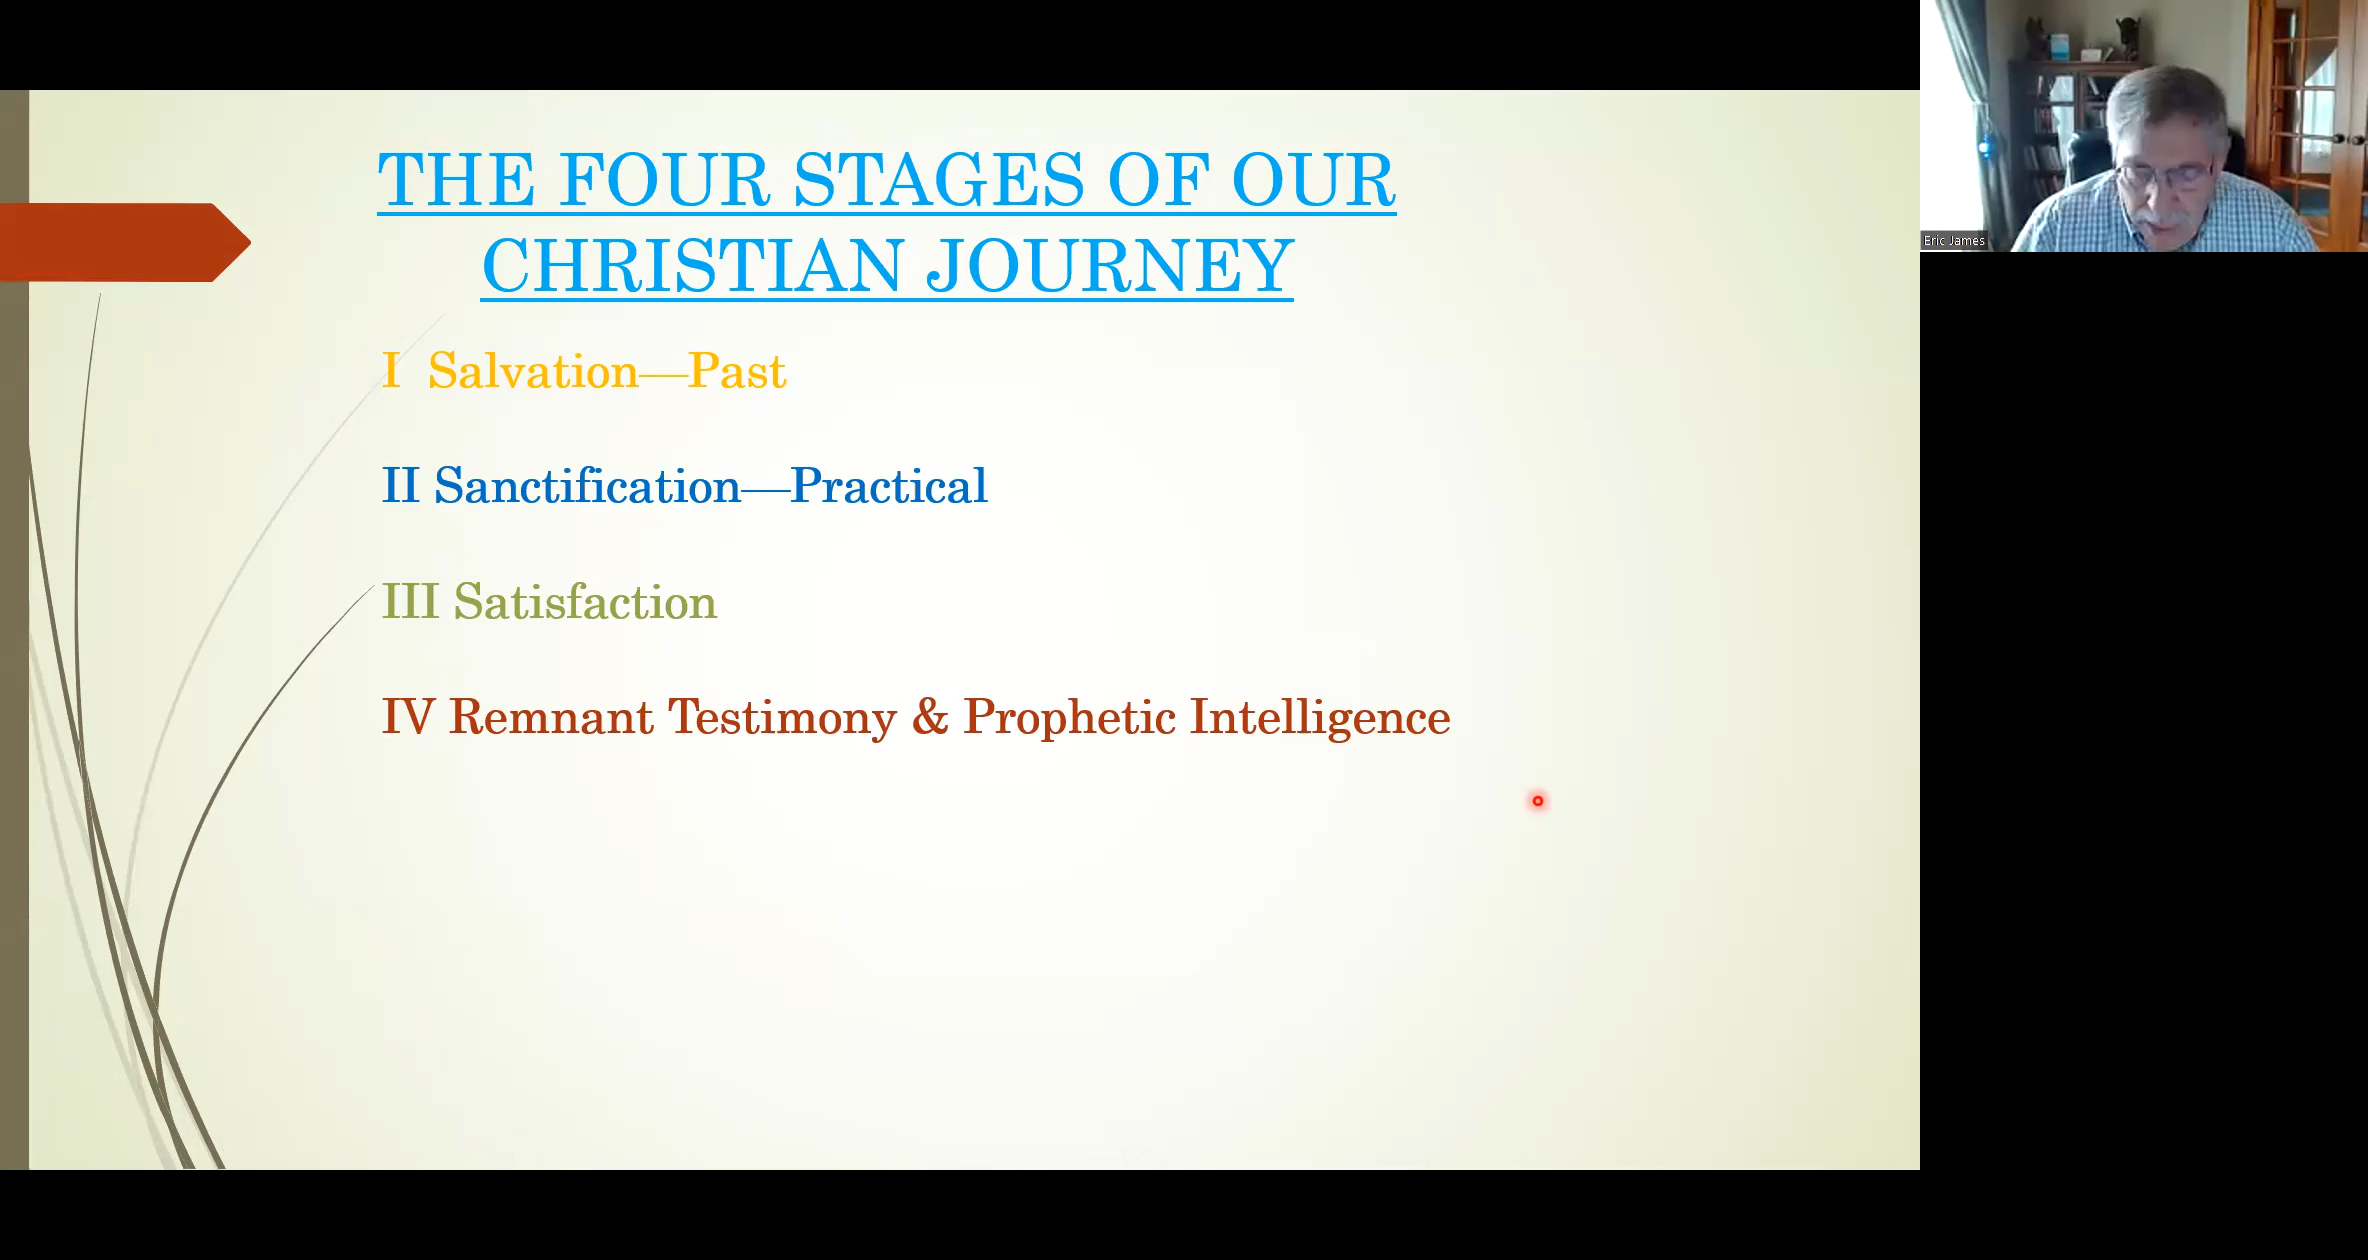 THE FOUR STAGES OF OUR
CHRISTIAN JOURNEY
I  Salvation—Past
II Sanctification—Practical
III Satisfaction
IV Remnant Testimony & Prophetic Intelligence
Eric James